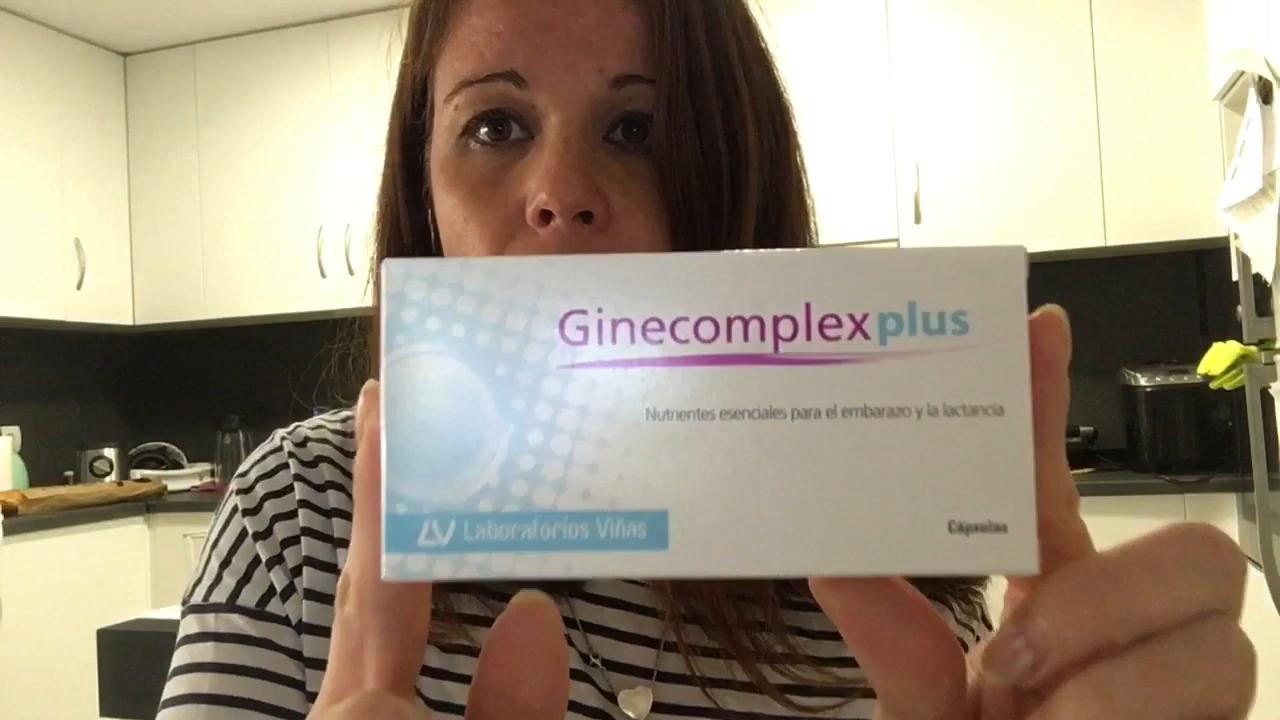 Ginecomplex plus
Nutrientes esenciales para el embarazo y la lactancia
LV Laboratorios Viñas
Cápsulas